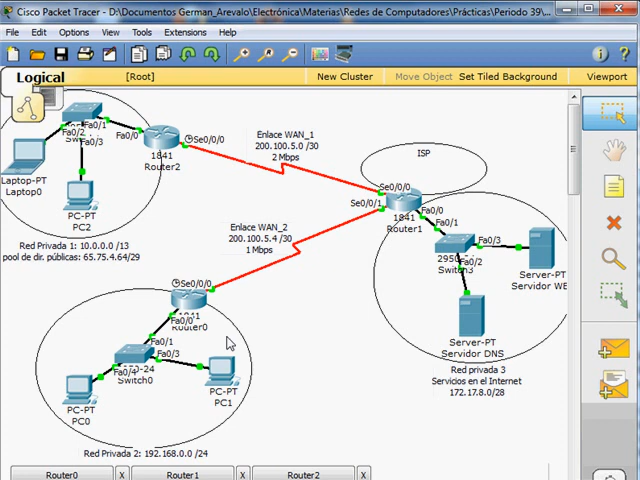 Cisco Packet Tracer - D:\Documentos German_Arevalo\Electrónica\Materias\Redes de Computadores\Prácticas\Periodo 39\...
File Edit Options View Tools Extensions Help
Logical [Root] New Cluster Move Object Set Tiled Background Viewport
Fa0/1
Fa0/2
Fa0/3
Fa0/0
Laptop-PT
Laptop0
PC-PT
PC2
1841
Router2
Se0/0/0
Enlace WAN_1
200.100.5.0 /30
2 Mbps
ISP
Se0/0/0
Se0/0/1
1841
Router1
Fa0/0
Fa0/1
Switch3
Fa0/3
Fa0/2
Server-PT
Servidor WE
Server-PT
Servidor DNS
Red Privada 1: 10.0.0.0 /13
pool de dir. públicas: 65.75.4.64/29
Enlace WAN_2
200.100.5.4 /30
1 Mbps
Se0/0/0
1841
Router0
Fa0/0
Fa0/1
Fa0/3
Switch0
PC-PT
PC0
PC-PT
PC1
Red privada 3
Servicios en el Internet
172.17.8.0/28
Red Privada 2: 192.168.0.0 /24
Router0 X Router1 X Router2 X